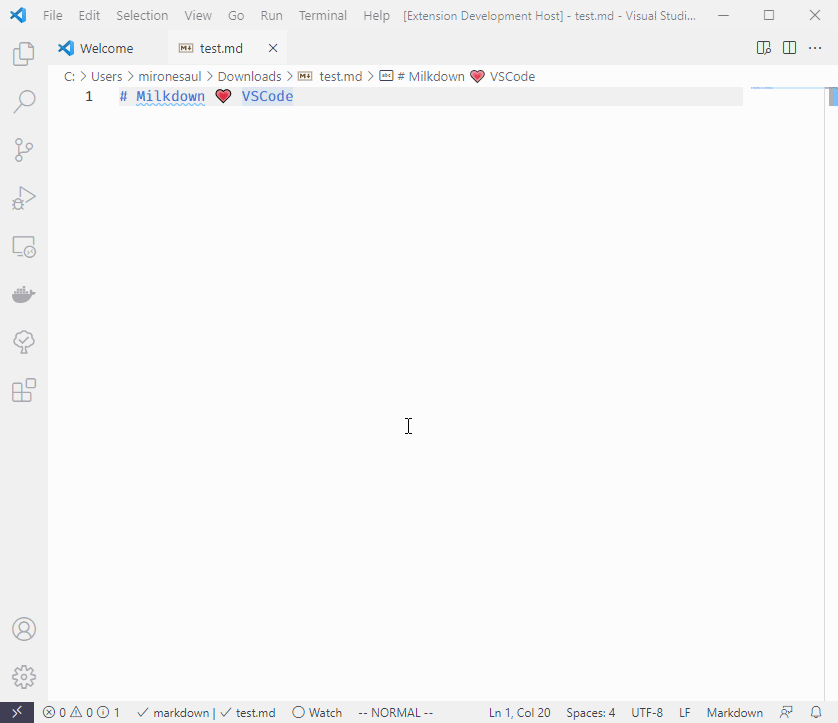 File Edit Selection View Go Run Terminal Help [Extension Development Host] - test.md - Visual Studi...
Welcome test.md
C: > Users > mironesaul > Downloads > test.md > # Milkdown 💗 VSCode
1 # Milkdown 💗 VSCode
0 0 1 markdown | test.md Watch -- NORMAL -- Ln 1, Col 20 Spaces: 4 UTF-8 LF Markdown